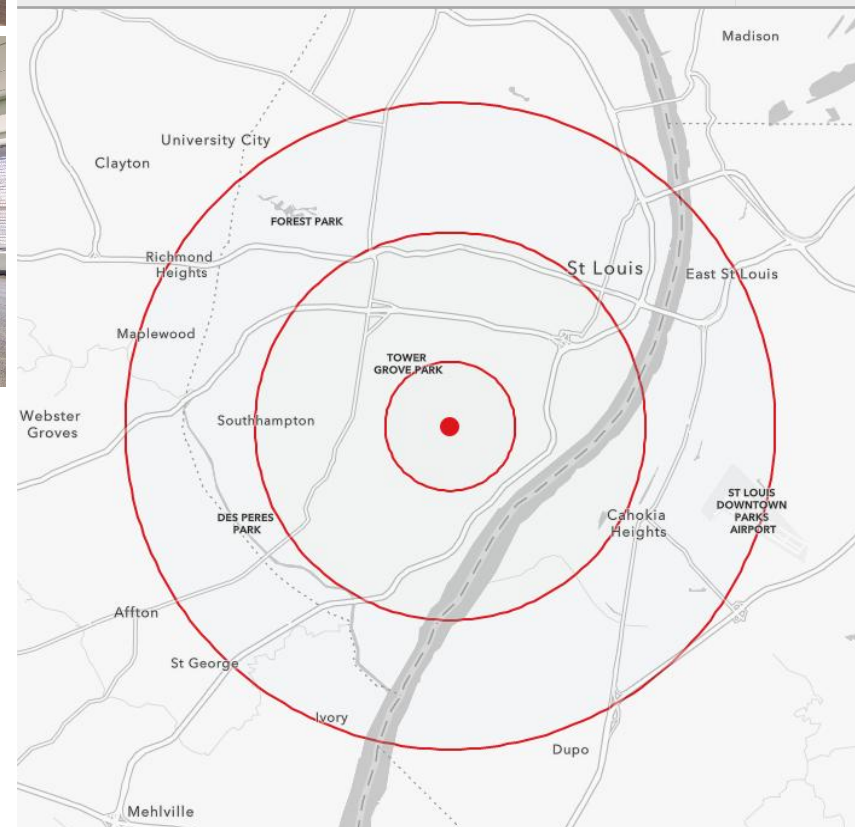 Madison
University City
Clayton
FOREST PARK
Richmond
Heights
St Louis
East St Louis
Maplewood
TOWER
GROVE PARK
Webster
Groves
Southhampton
ST LOUIS
DOWNTOWN
PARKS
AIRPORT
DES PERES
PARK
Cahokia
Heights
Affton
St George
Ivory
Dupo
Mehlville